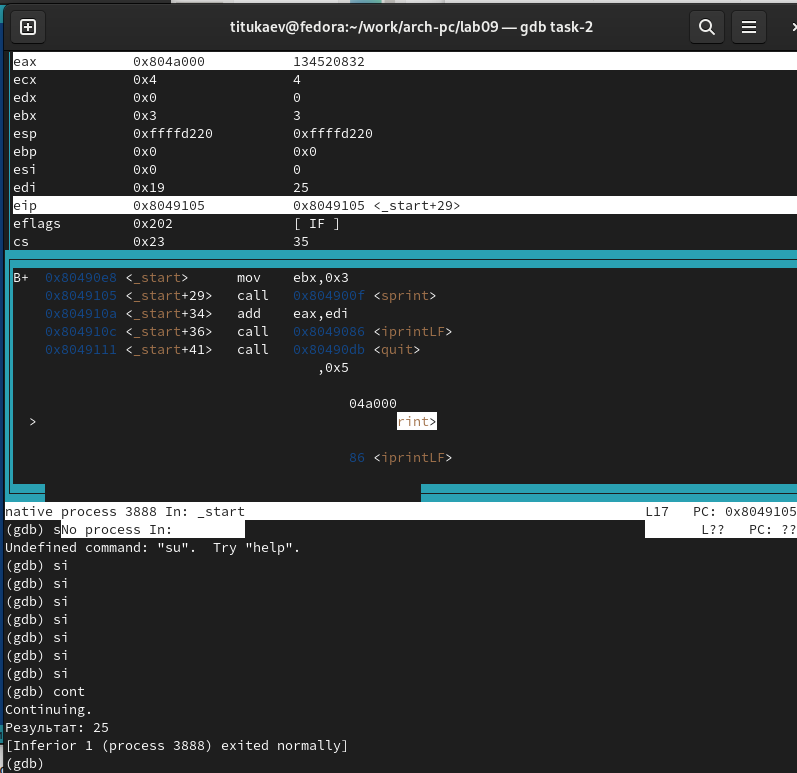 titukaev@fedora:~/work/arch-pc/lab09 — gdb task-2
eax 0x804a000 134520832
ecx 0x4 4
edx 0x0 0
ebx 0x3 3
esp 0xffffd220 0xffffd220
ebp 0x0 0x0
esi 0x0 0
edi 0x19 25
eip 0x8049105 0x8049105 <_start+29>
eflags 0x202 [ IF ]
cs 0x23 35
B+ 0x80490e8 <_start> mov ebx,0x3
0x8049105 <_start+29> call 0x804900f <sprint>
0x804910a <_start+34> add eax,edi
0x804910c <_start+36> call 0x8049086 <iprintLF>
0x8049111 <_start+41> call 0x80490db <quit>
,0x5
04a000
> rint>
86 <iprintLF>
native process 3888 In: _start L17 PC: 0x8049105
(gdb) sNo process In: L?? PC: ??
Undefined command: "su". Try "help".
(gdb) si
(gdb) si
(gdb) si
(gdb) si
(gdb) si
(gdb) si
(gdb) si
(gdb) cont
Continuing.
Результат: 25
[Inferior 1 (process 3888) exited normally]
(gdb)